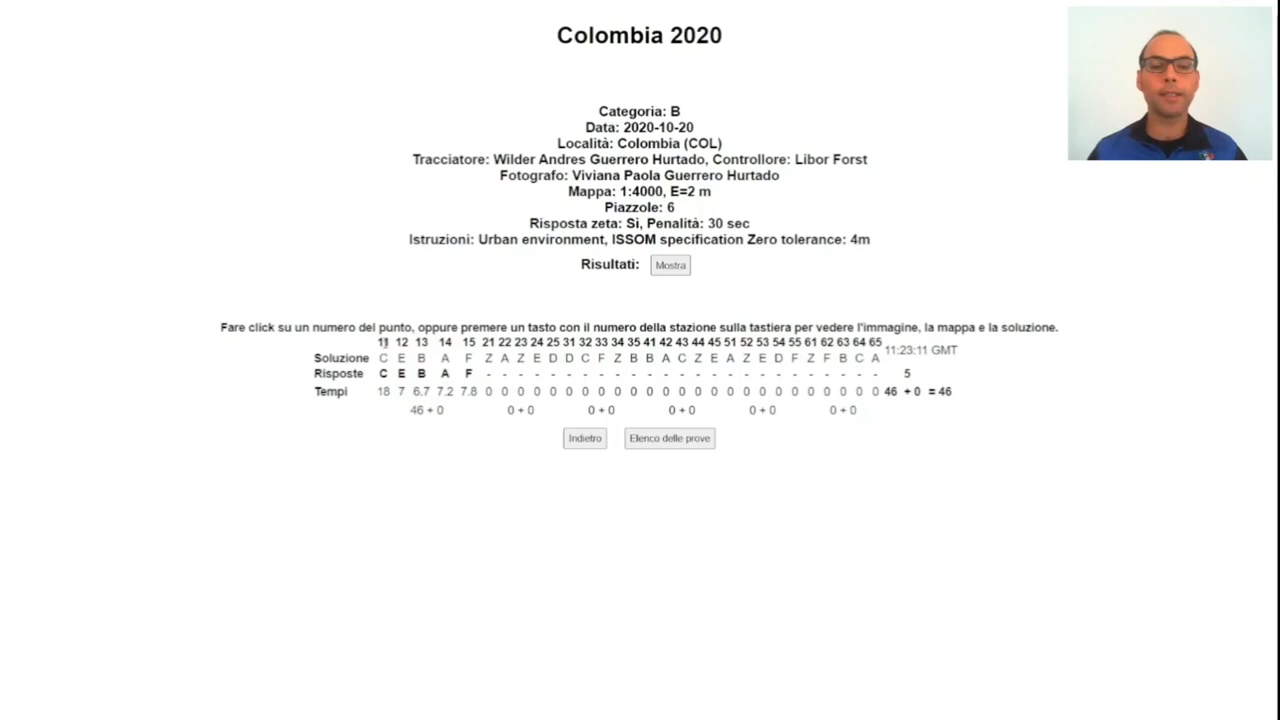 Colombia 2020
Categoria: B
Data: 2020-10-20
Località: Colombia (COL)
Tracciatore: Wilder Andres Guerrero Hurtado, Controllore: Libor Forst
Fotografo: Viviana Paola Guerrero Hurtado
Mappa: 1:4000, E=2 m
Piazzole: 6
Risposta zeta: Sì, Penalità: 30 sec
Istruzioni: Urban environment, ISSOM specification Zero tolerance: 4m
Risultati: Mostra
Fare click su un numero del punto, oppure premere un tasto con il numero della stazione sulla tastiera per vedere l'immagine, la mappa e la soluzione.
11 12 13 14 15 21 22 23 24 25 31 32 33 34 35 41 42 43 44 45 51 52 53 54 55 61 62 63 64 65 11:23:11 GMT
Soluzione C E B A F Z A Z E D D C F Z B B A C Z E A Z E D F Z F B C A
Risposte C E B A F - - - - - - - - - - - - - - - - - - - - - - - - - 5
Tempi 18 7 6.7 7.2 7.8 0 0 0 0 0 0 0 0 0 0 0 0 0 0 0 0 0 0 0 0 0 0 0 0 0 46 + 0 = 46
46 + 0 0 + 0 0 + 0 0 + 0 0 + 0 0 + 0
Indietro Elenco delle prove